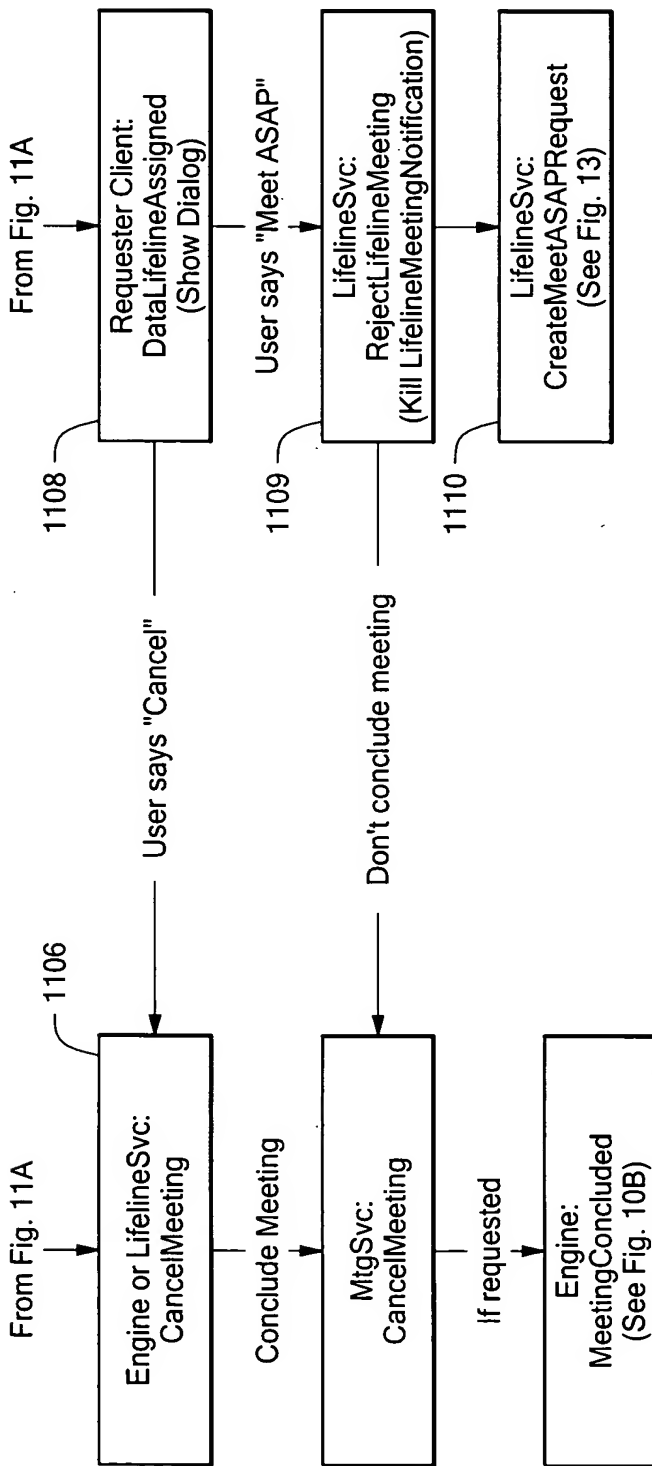 From Fig. 11A
1106
Engine or LifelineSvc:
CancelMeeting
Conclude Meeting
MtgSvc:
CancelMeeting
If requested
Engine:
MeetingConcluded
(See Fig. 10B)
User says "Cancel"
Don't conclude meeting
From Fig. 11A
1108
Requester Client:
DataLifelineAssigned
(Show Dialog)
User says "Meet ASAP"
1109
LifelineSvc:
RejectLifelineMeeting
(Kill LifelineMeetingNotification)
1110
LifelineSvc:
CreateMeetASAPRequest
(See Fig. 13)